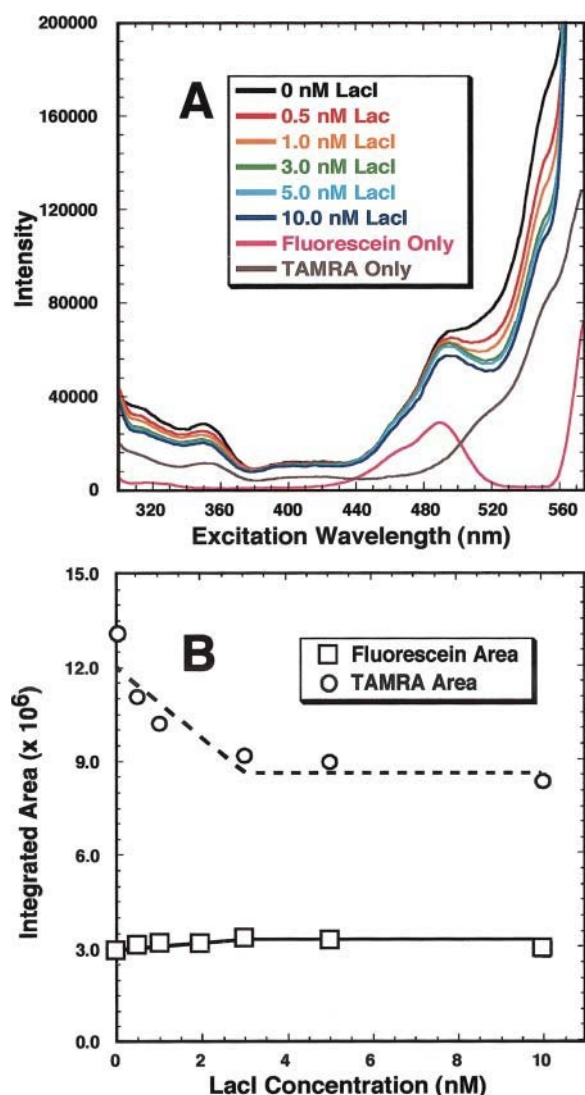 200000
160000
120000
80000
40000
0
Intensity
A
0 nM LacI
0.5 nM Lac
1.0 nM LacI
3.0 nM LacI
5.0 nM LacI
10.0 nM LacI
Fluorescein Only
TAMRA Only
320 360 400 440 480 520 560
Excitation Wavelength (nm)
15.0
12.0
9.0
6.0
3.0
0.0
Integrated Area (x 10⁶)
B
Fluorescein Area
TAMRA Area
0 2 4 6 8 10
LacI Concentration (nM)